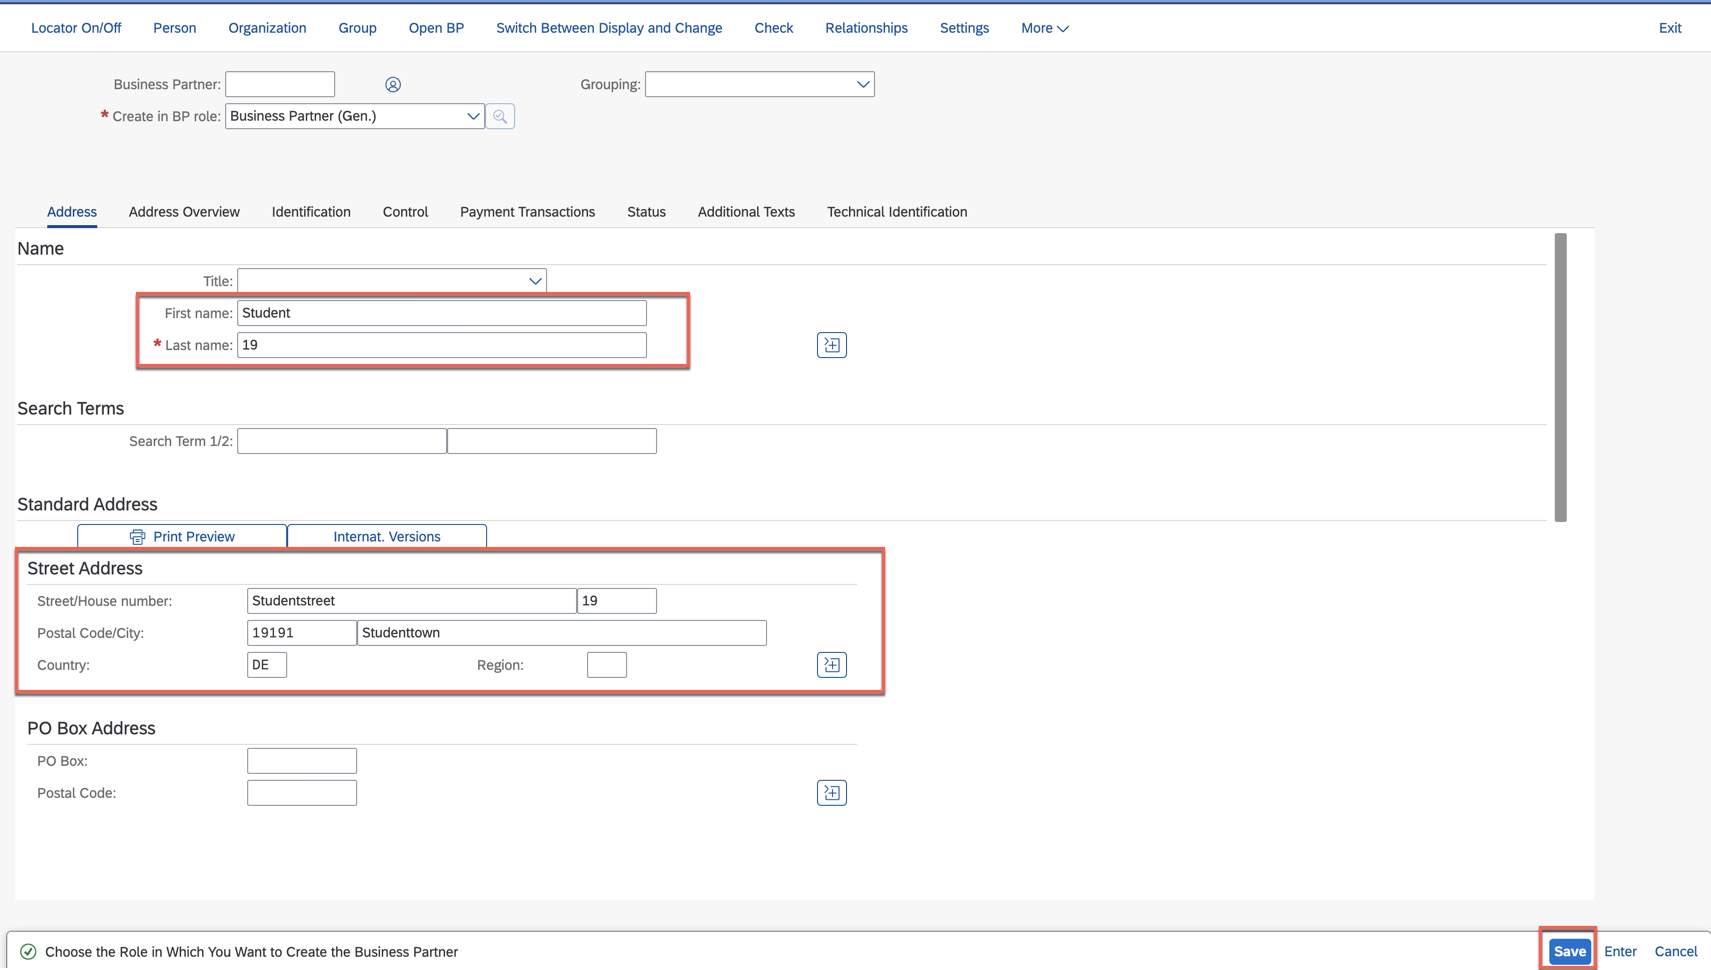 Locator On/Off Person Organization Group Open BP Switch Between Display and Change Check Relationships Settings More Exit
Business Partner: Grouping:
* Create in BP role: Business Partner (Gen.)
Address Address Overview Identification Control Payment Transactions Status Additional Texts Technical Identification
Name
Title:
First name: Student
* Last name: 19
Search Terms
Search Term 1/2:
Standard Address
Print Preview Internat. Versions
Street Address
Street/House number: Studentstreet 19
Postal Code/City: 19191 Studenttown
Country: DE Region:
PO Box Address
PO Box:
Postal Code:
Choose the Role in Which You Want to Create the Business Partner Save Enter Cancel